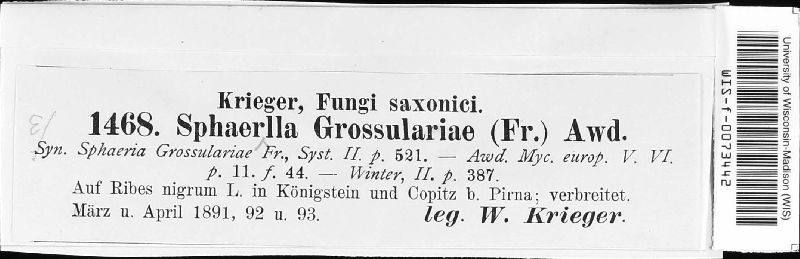 Krieger, Fungi saxonici.
1468. Sphaerlla Grossulariae (Fr.) Awd.
Syn. Sphaeria Grossulariae Fr., Syst. II. p. 521. — Awd. Myc. europ. V. VI.
p. 11. f. 44. — Winter, II. p. 387.
Auf Ribes nigrum L. in Königstein und Copitz b. Pirna; verbreitet.
März u. April 1891, 92 u. 93. leg. W. Krieger.
WIS-f-0073442
University of Wisconsin-Madison (WIS)